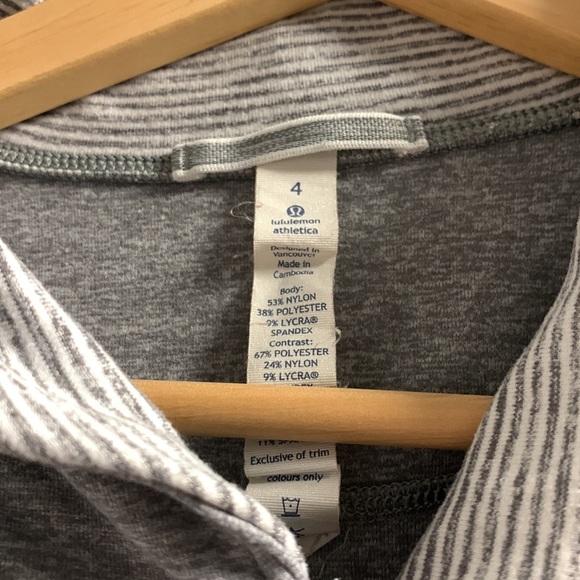 4
lululemon
athletica
Designed in
Vancouver
Made in
Cambodia
Body:
53% NYLON
38% POLYESTER
9% LYCRA®
SPANDEX
Contrast:
67% POLYESTER
24% NYLON
9% LYCRA®
Exclusive of trim
colours only